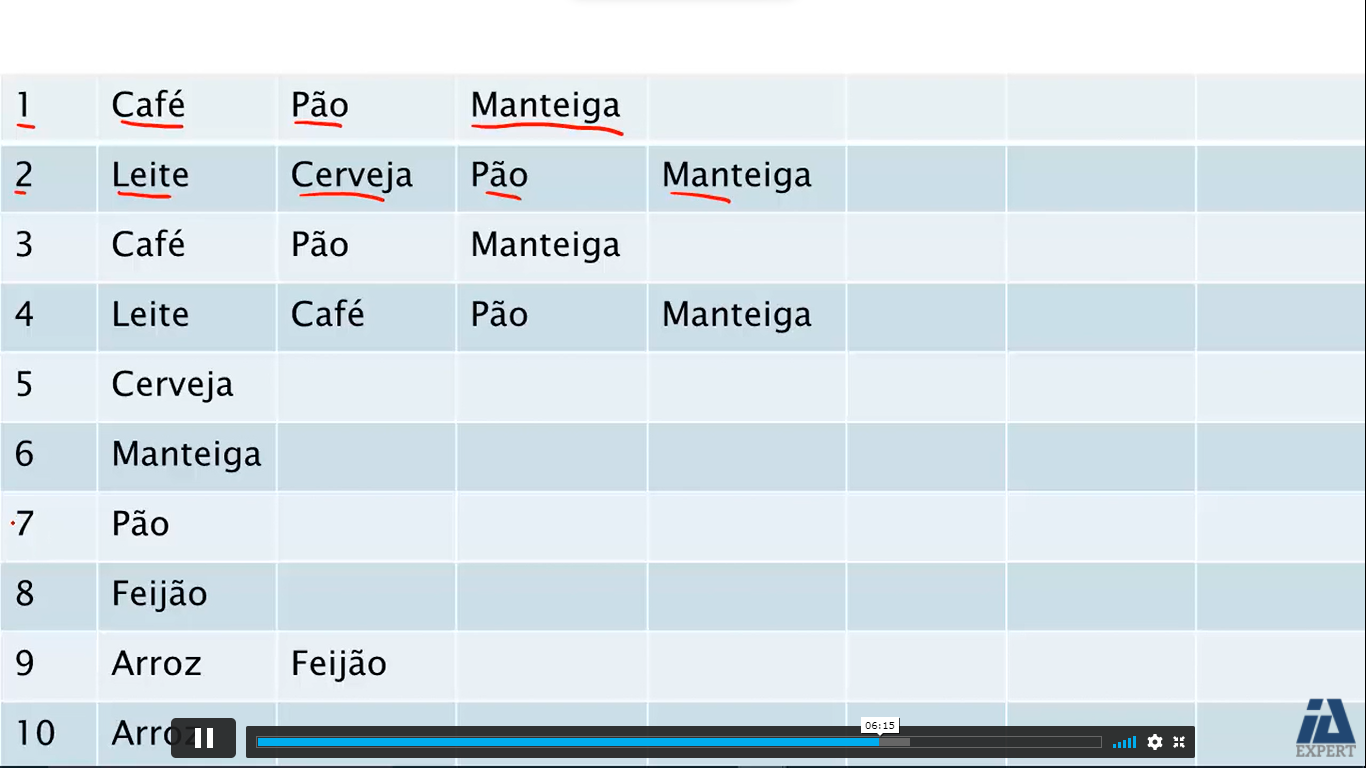 1 Café Pão Manteiga
2 Leite Cerveja Pão Manteiga
3 Café Pão Manteiga
4 Leite Café Pão Manteiga
5 Cerveja
6 Manteiga
7 Pão
8 Feijão
9 Arroz Feijão
10 Arroz
06:15
IA
EXPERT